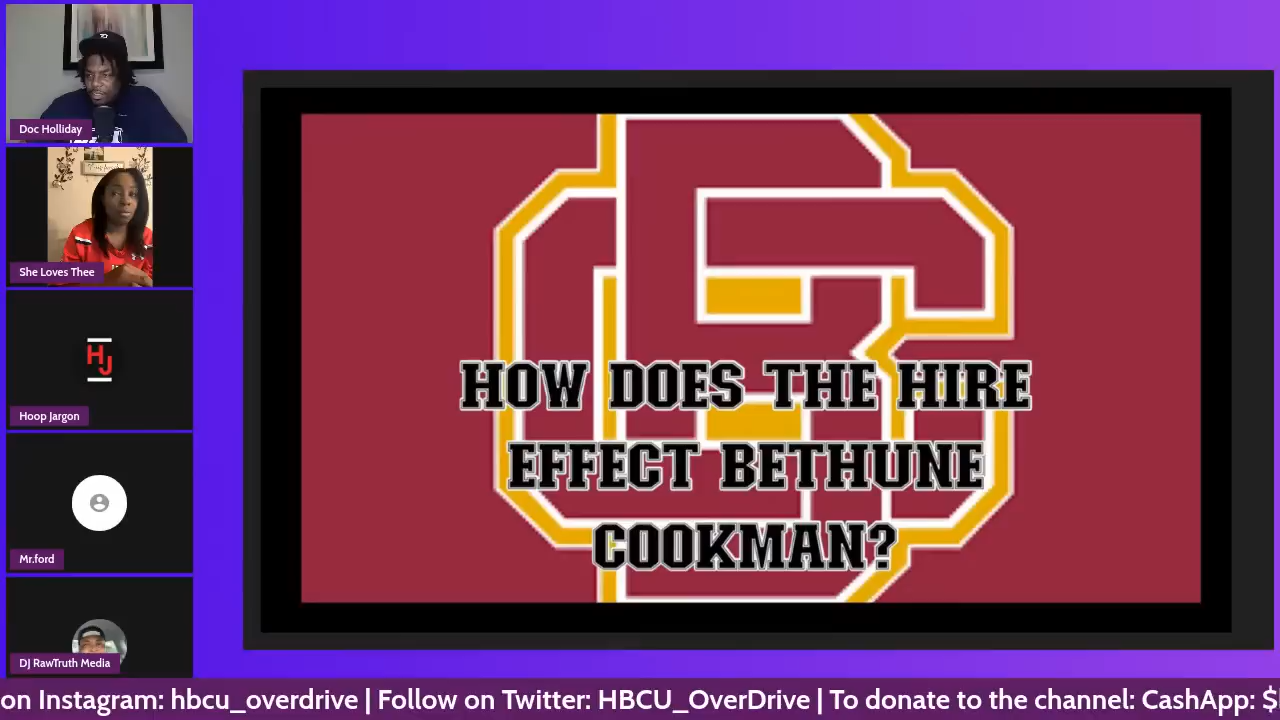 Doc Holliday
She Loves Thee
HJ
Hoop Jargon
Mr.ford
DJ RawTruth Media
HOW DOES THE HIRE
EFFECT BETHUNE
COOKMAN?
on Instagram: hbcu_overdrive | Follow on Twitter: HBCU_OverDrive | To donate to the channel: CashApp: $